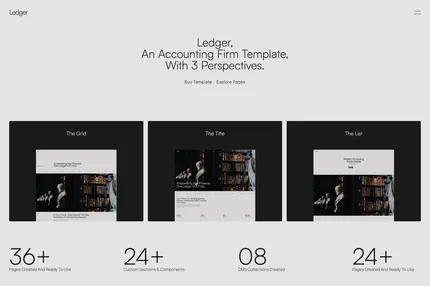 Ledger
Ledger,
An Accounting Firm Template,
With 3 Perspectives.
Buy Template
Explore Pages
The Grid
The Title
The List
36+
Pages Created And Ready To Use
24+
Custom Sections & Components
08
CMS Collections Created
24+
Pages Created And Ready To Use